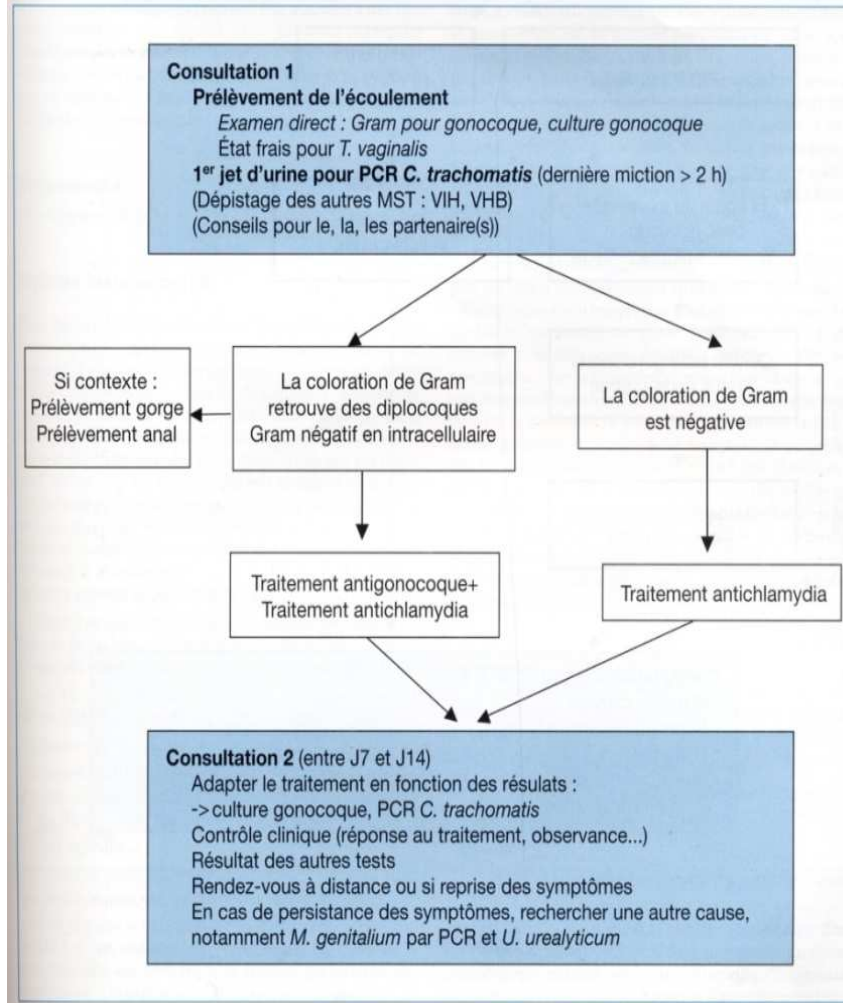 Consultation 1
Prélèvement de l'écoulement
Examen direct : Gram pour gonocoque, culture gonocoque
État frais pour T. vaginalis
1er jet d'urine pour PCR C. trachomatis (dernière miction > 2 h)
(Dépistage des autres MST : VIH, VHB)
(Conseils pour le, la, les partenaire(s))
Si contexte :
Prélèvement gorge
Prélèvement anal
La coloration de Gram
retrouve des diplocoques
Gram négatif en intracellulaire
La coloration de Gram
est négative
Traitement antigonocoque+
Traitement antichlamydia
Traitement antichlamydia
Consultation 2 (entre J7 et J14)
Adapter le traitement en fonction des résulats :
-> culture gonocoque, PCR C. trachomatis
Contrôle clinique (réponse au traitement, observance...)
Résultat des autres tests
Rendez-vous à distance ou si reprise des symptômes
En cas de persistance des symptômes, rechercher une autre cause,
notamment M. genitalium par PCR et U. urealyticum